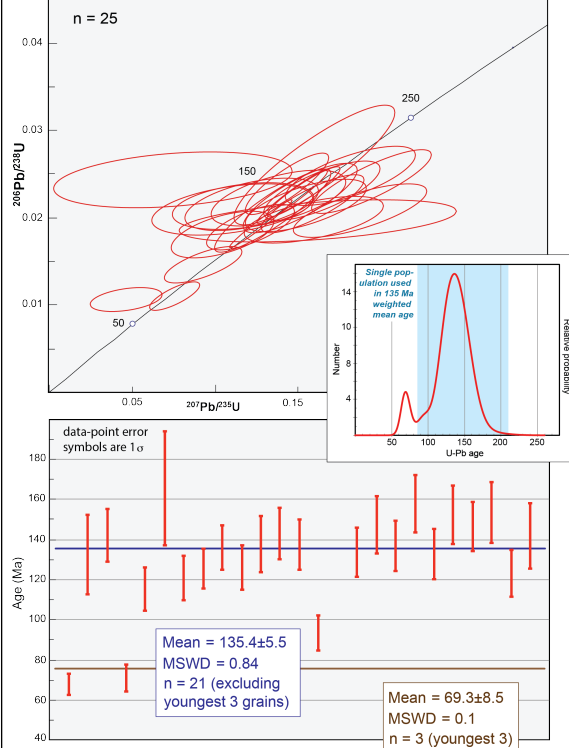 n = 25
0.04
0.03
0.02
0.01
206Pb/238U
250
150
50
0.05
207Pb/235U
0.15
Single pop-
ulation used
in 135 Ma
weighted
mean age
14
10
8
4
Number
Relative probability
50
100
150
200
250
U-Pb age
data-point error
symbols are 1σ
180
160
140
120
100
80
60
40
Age (Ma)
Mean = 135.4±5.5
MSWD = 0.84
n = 21 (excluding
youngest 3 grains)
Mean = 69.3±8.5
MSWD = 0.1
n = 3 (youngest 3)